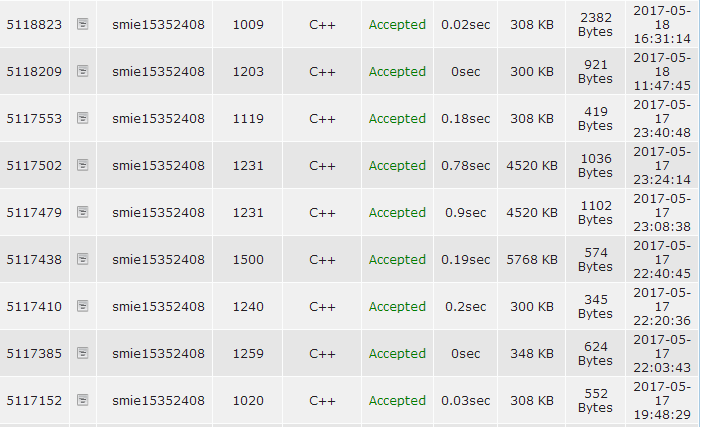 5118823 smie15352408 1009 C++ Accepted 0.02sec 308 KB 2382 Bytes 2017-05-18 16:31:14
5118209 smie15352408 1203 C++ Accepted 0sec 300 KB 921 Bytes 2017-05-18 11:47:45
5117553 smie15352408 1119 C++ Accepted 0.18sec 308 KB 419 Bytes 2017-05-17 23:40:48
5117502 smie15352408 1231 C++ Accepted 0.78sec 4520 KB 1036 Bytes 2017-05-17 23:24:14
5117479 smie15352408 1231 C++ Accepted 0.9sec 4520 KB 1102 Bytes 2017-05-17 23:08:38
5117438 smie15352408 1500 C++ Accepted 0.19sec 5768 KB 574 Bytes 2017-05-17 22:40:45
5117410 smie15352408 1240 C++ Accepted 0.2sec 300 KB 345 Bytes 2017-05-17 22:20:36
5117385 smie15352408 1259 C++ Accepted 0sec 348 KB 624 Bytes 2017-05-17 22:03:43
5117152 smie15352408 1020 C++ Accepted 0.03sec 308 KB 552 Bytes 2017-05-17 19:48:29